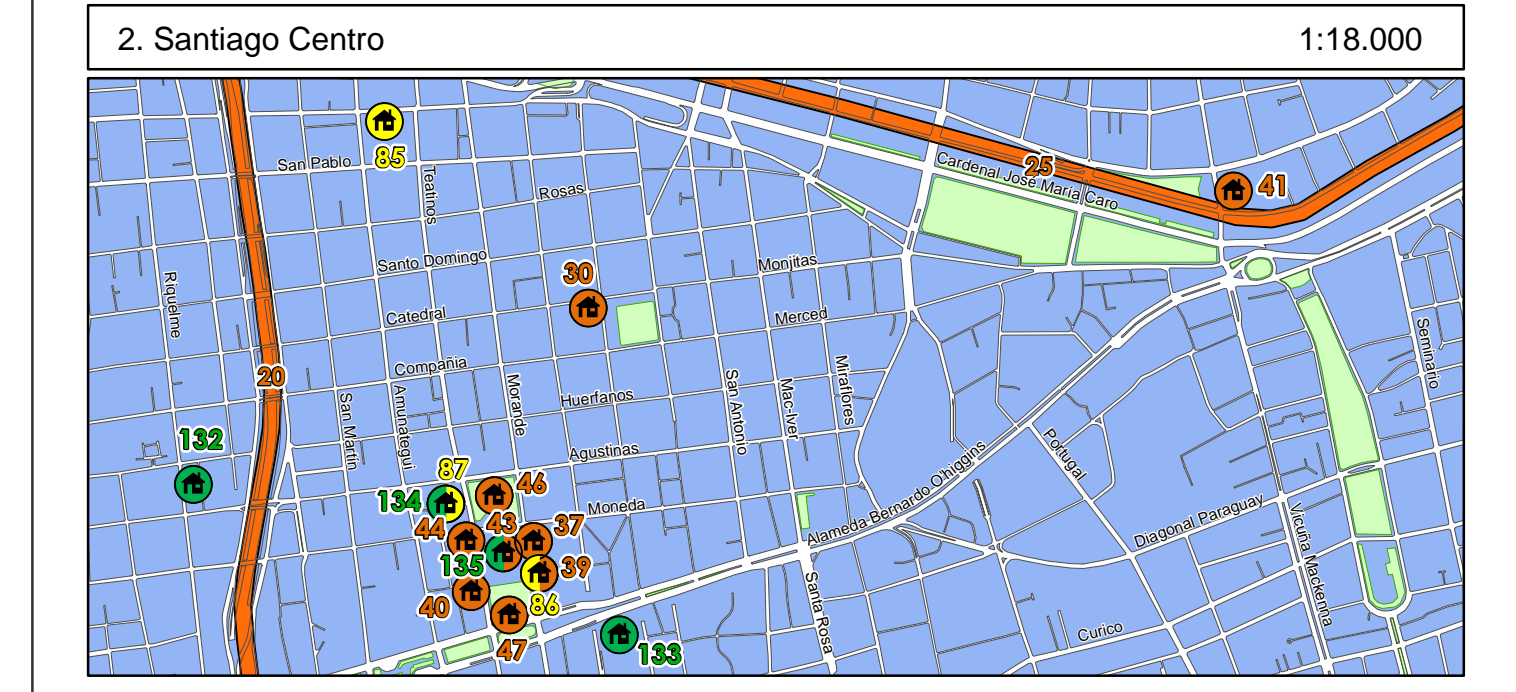 2. Santiago Centro
1:18.000
85
San Pablo
Teatinos
Rosas
25
Cardenal José María Caro
41
Santo Domingo
30
Monjitas
Riquelme
Catedral
Merced
Seminario
Compañia
20
Miraflores
Morande
Huerfanos
San Antonio
Mac-Iver
San Martín
Amunategui
132
Agustinas
Portugal
87
46
134
Moneda
Alameda Bernardo O'higgins
44
43
37
Diagonal Paraguay
Vicuña Mackenna
135
39
40
86
Santa Rosa
47
133
Curico